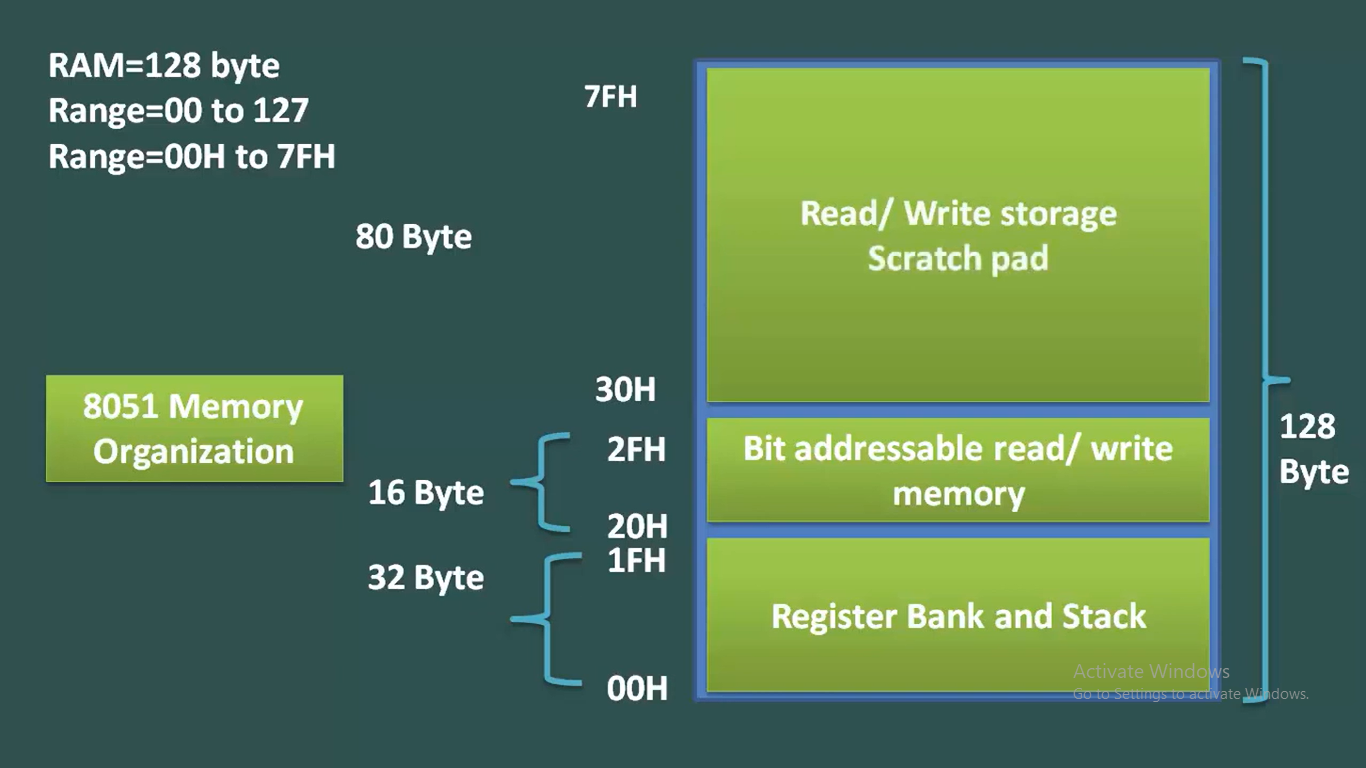 RAM=128 byte
Range=00 to 127
Range=00H to 7FH
7FH
Read/ Write storage
Scratch pad
80 Byte
30H
8051 Memory
Organization
128
Byte
2FH
Bit addressable read/ write
memory
16 Byte
20H
1FH
32 Byte
Register Bank and Stack
00H
Activate Windows
Go to Settings to activate Windows.